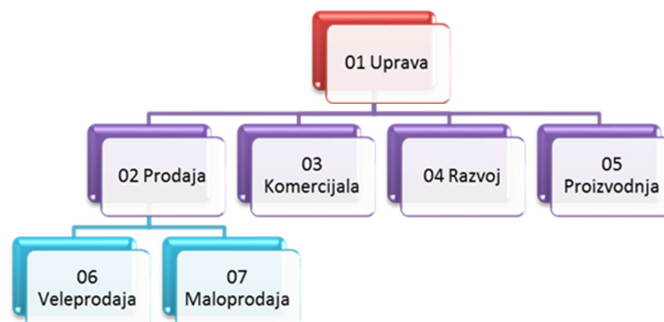 01 Uprava
02 Prodaja
03
Komercijala
04 Razvoj
05
Proizvodnja
06
Veleprodaja
07
Maloprodaja